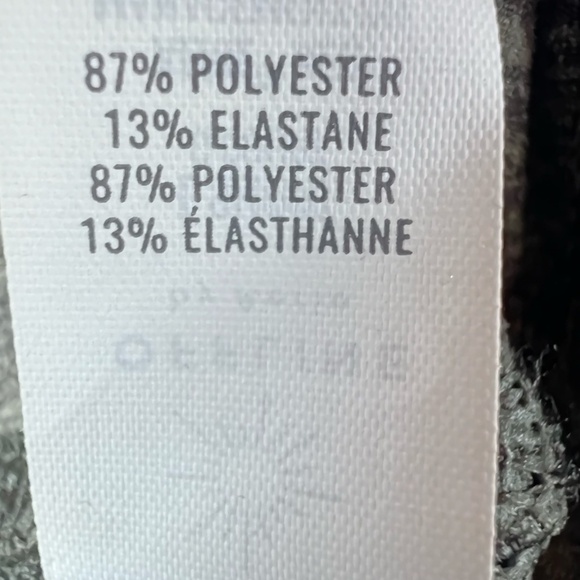 87% POLYESTER
13% ELASTANE
87% POLYESTER
13% ÉLASTHANNE